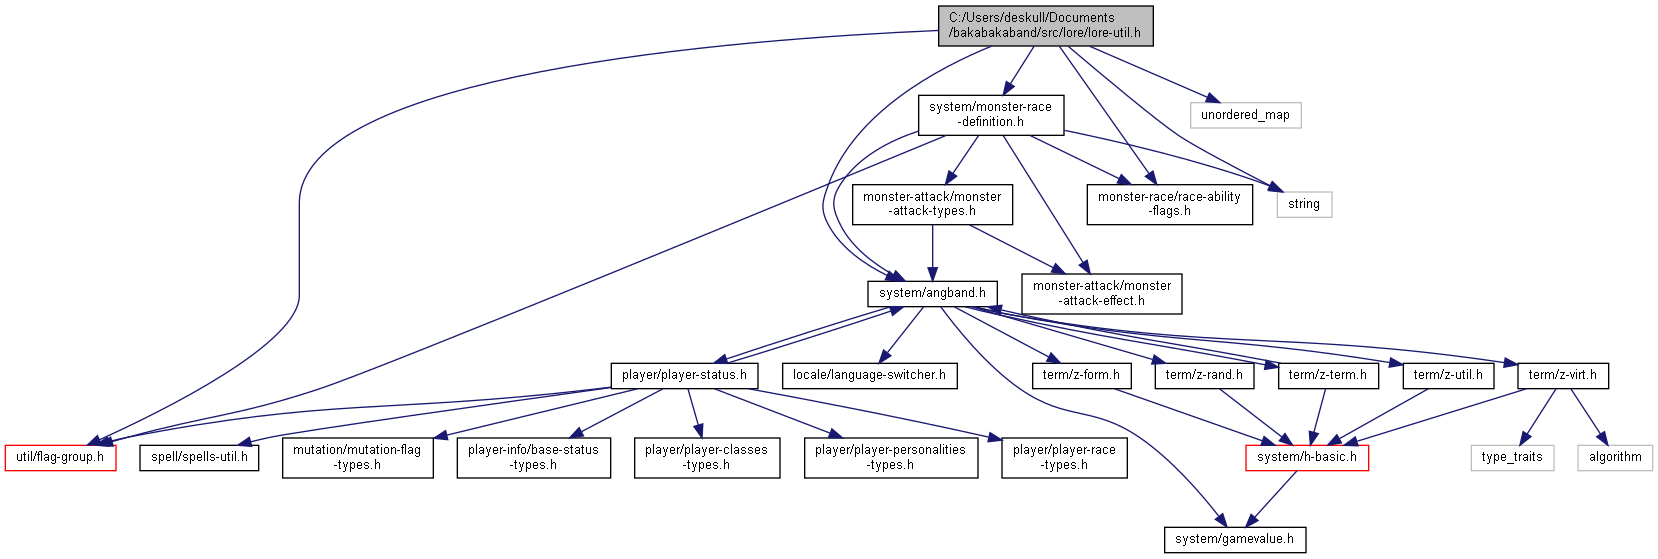 C:/Users/deskull/Documents
/bakabakaband/src/lore/lore-util.h
system/monster-race
-definition.h
unordered_map
monster-attack/monster
-attack-types.h
monster-race/race-ability
-flags.h
string
system/angband.h
monster-attack/monster
-attack-effect.h
player/player-status.h
locale/language-switcher.h
term/z-form.h
term/z-rand.h
term/z-term.h
term/z-util.h
term/z-virt.h
util/flag-group.h
spell/spells-util.h
mutation/mutation-flag
-types.h
player-info/base-status
-types.h
player/player-classes
-types.h
player/player-personalities
-types.h
player/player-race
-types.h
system/h-basic.h
type_traits
algorithm
system/gamevalue.h